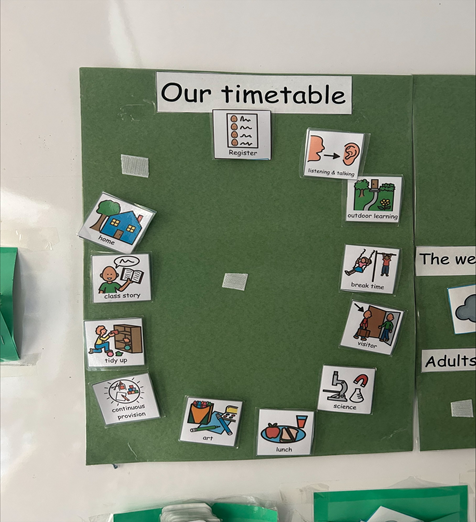 Our timetable
Register
listening & talking
outdoor learning
break time
visitor
science
lunch
art
continuous
provision
tidy up
class story
home
The we
Adults